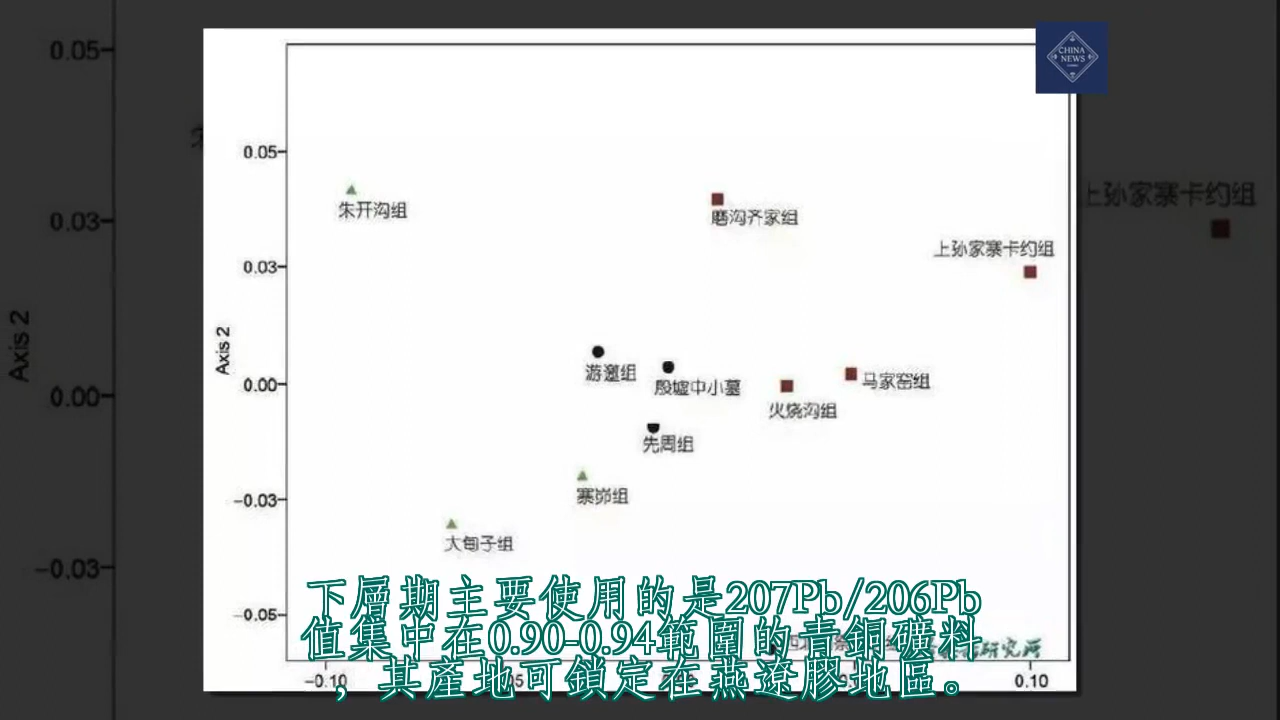 CHINA
NEWS
0.05
0.05
朱开沟组
磨沟齐家组
上孙家寨卡约组
上孙家寨卡约组
0.03
0.03
Axis 2
Axis 2
游邀组
殷墟中小墓
马家窑组
0.00
0.00
火烧沟组
先周组
寨峁组
−0.03
−0.03
大甸子组
−0.05
下層期主要使用的是207Pb/206Pb
值集中在0.90-0.94範圍的青銅礦料
，其產地可鎖定在燕遼膠地區。
研究所
−0.10
0.10